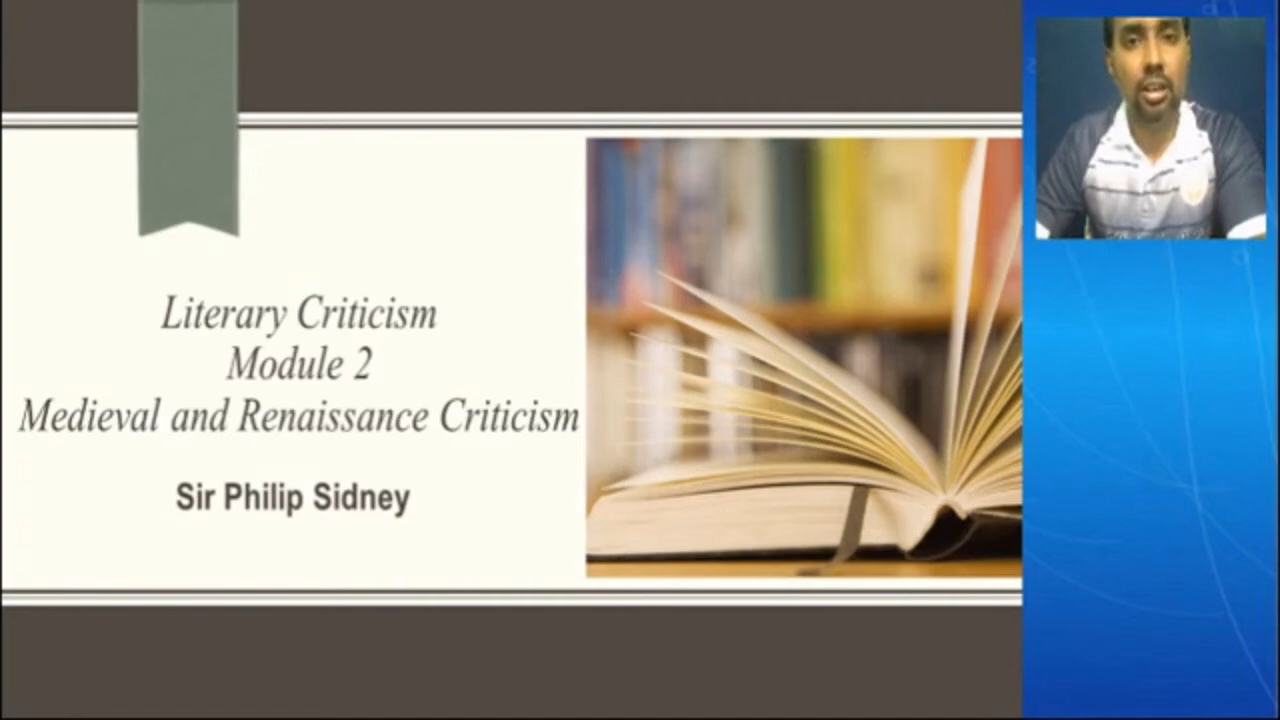 Literary Criticism
Module 2
Medieval and Renaissance Criticism
Sir Philip Sidney